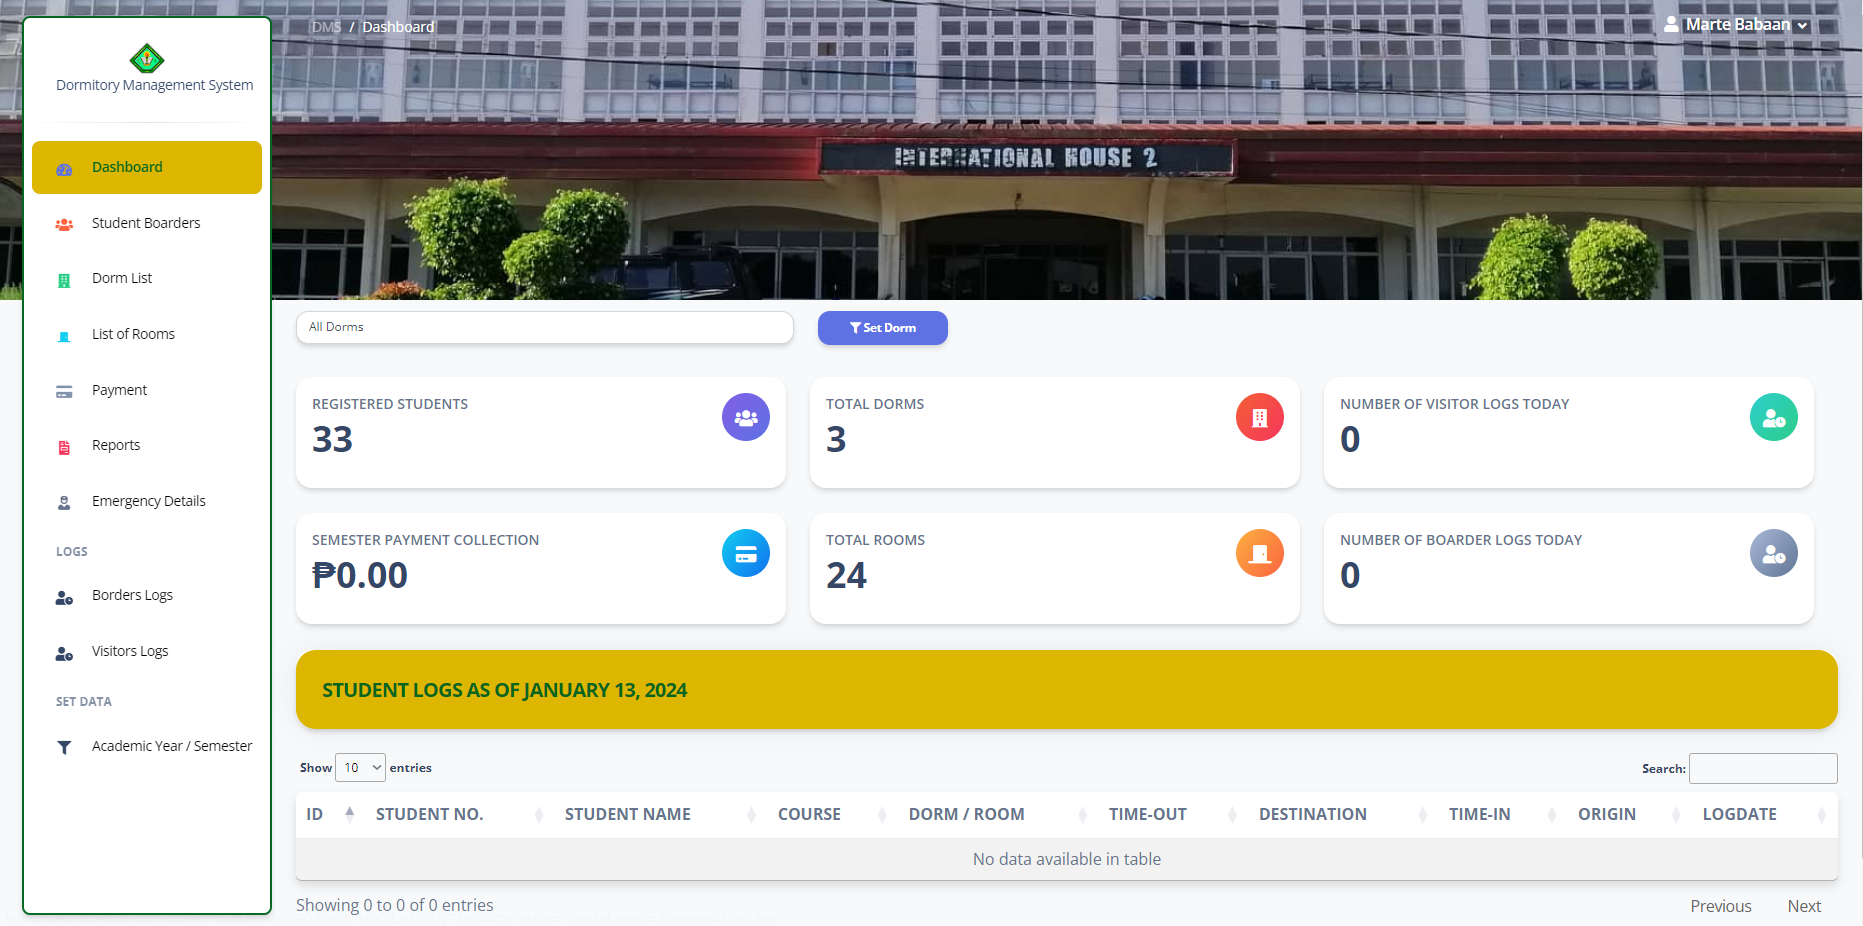 DMS / Dashboard
Marte Babaan
INTERNATIONAL HOUSE 2
Dormitory Management System
Dashboard
Student Boarders
Dorm List
List of Rooms
Payment
Reports
Emergency Details
LOGS
Borders Logs
Visitors Logs
SET DATA
Academic Year / Semester
All Dorms
Set Dorm
REGISTERED STUDENTS
33
TOTAL DORMS
3
NUMBER OF VISITOR LOGS TODAY
0
SEMESTER PAYMENT COLLECTION
₱0.00
TOTAL ROOMS
24
NUMBER OF BOARDER LOGS TODAY
0
STUDENT LOGS AS OF JANUARY 13, 2024
Show 10 entries
Search:
ID STUDENT NO. STUDENT NAME COURSE DORM / ROOM TIME-OUT DESTINATION TIME-IN ORIGIN LOGDATE
No data available in table
Showing 0 to 0 of 0 entries
Previous Next